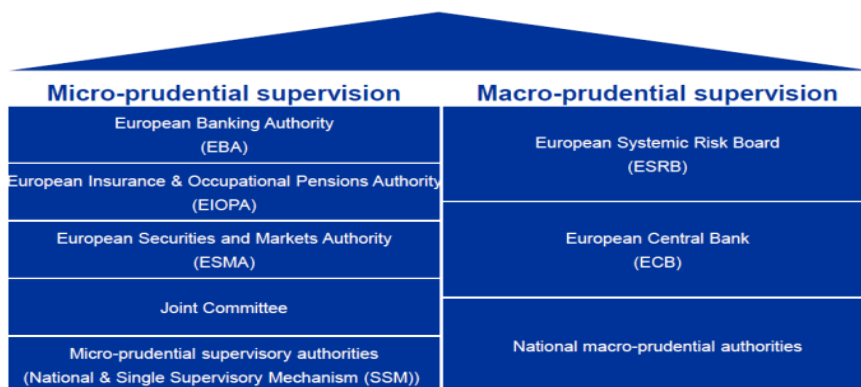 Micro-prudential supervision
European Banking Authority
(EBA)
European Insurance & Occupational Pensions Authority
(EIOPA)
European Securities and Markets Authority
(ESMA)
Joint Committee
Micro-prudential supervisory authorities
(National & Single Supervisory Mechanism (SSM))
Macro-prudential supervision
European Systemic Risk Board
(ESRB)
European Central Bank
(ECB)
National macro-prudential authorities